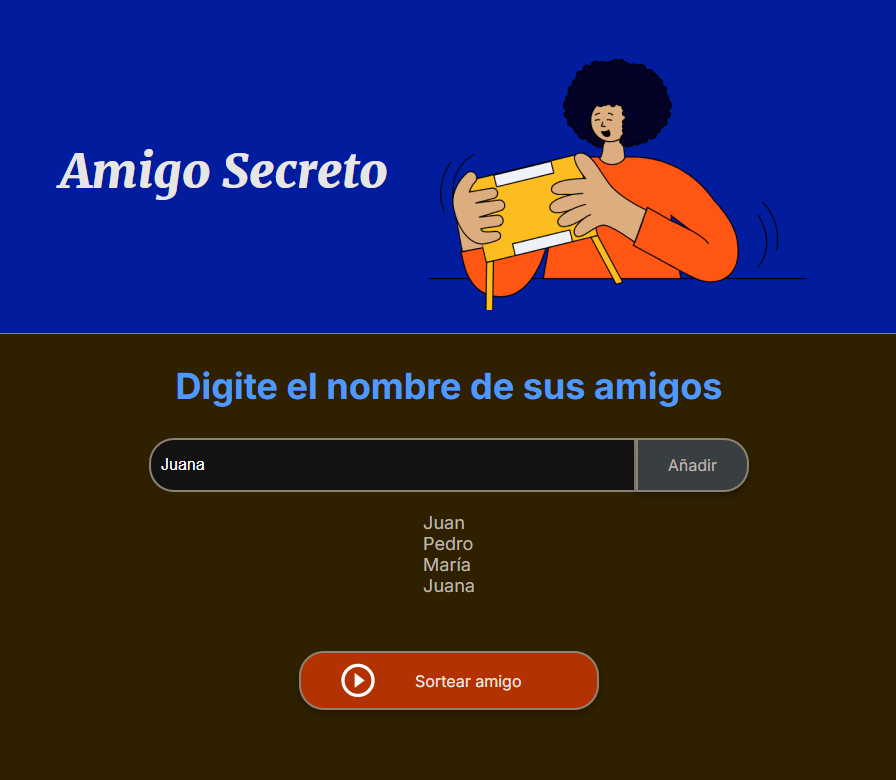 Amigo Secreto
Digite el nombre de sus amigos
Juana
Añadir
Juan
Pedro
María
Juana
Sortear amigo